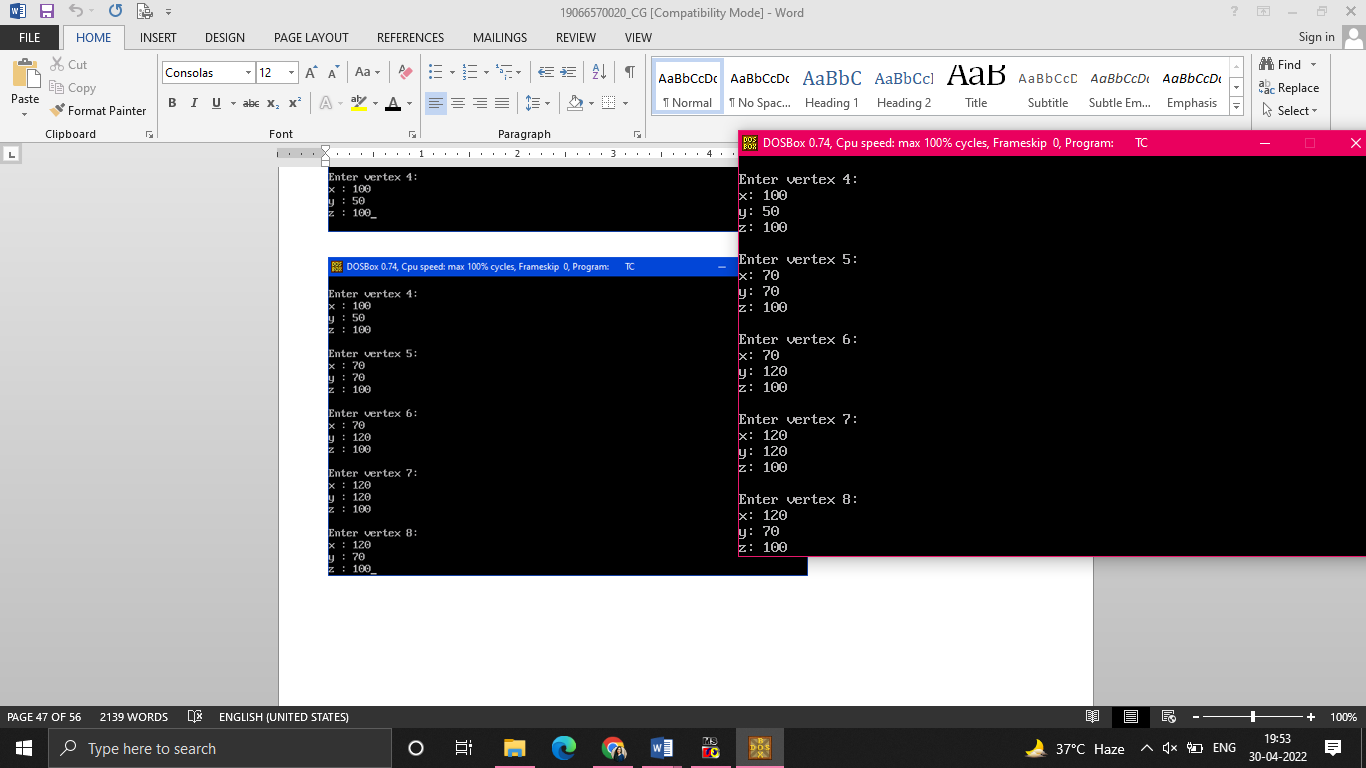 19066570020_CG [Compatibility Mode] - Word
FILE HOME INSERT DESIGN PAGE LAYOUT REFERENCES MAILINGS REVIEW VIEW Sign in
Paste
Cut
Copy
Format Painter
Clipboard
Consolas 12
Font
Paragraph
AaBbCcDc AaBbCcDc AaBbC AaBbCcI AaB AaBbCcD AaBbCcDc AaBbCcDc
¶ Normal ¶ No Spac... Heading 1 Heading 2 Title Subtitle Subtle Em... Emphasis
Find
Replace
Select
1 2 3 4
Enter vertex 4:
x : 100
y : 50
z : 100_
DOSBox 0.74, Cpu speed: max 100% cycles, Frameskip 0, Program: TC
Enter vertex 4:
x : 100
y : 50
z : 100
Enter vertex 5:
x : 70
y : 70
z : 100
Enter vertex 6:
x : 70
y : 120
z : 100
Enter vertex 7:
x : 120
y : 120
z : 100
Enter vertex 8:
x : 120
y : 70
z : 100_
DOSBox 0.74, Cpu speed: max 100% cycles, Frameskip 0, Program: TC
Enter vertex 4:
x: 100
y: 50
z: 100
Enter vertex 5:
x: 70
y: 70
z: 100
Enter vertex 6:
x: 70
y: 120
z: 100
Enter vertex 7:
x: 120
y: 120
z: 100
Enter vertex 8:
x: 120
y: 70
z: 100
PAGE 47 OF 56 2139 WORDS ENGLISH (UNITED STATES) 100%
Type here to search
37°C Haze ENG 19:53
30-04-2022